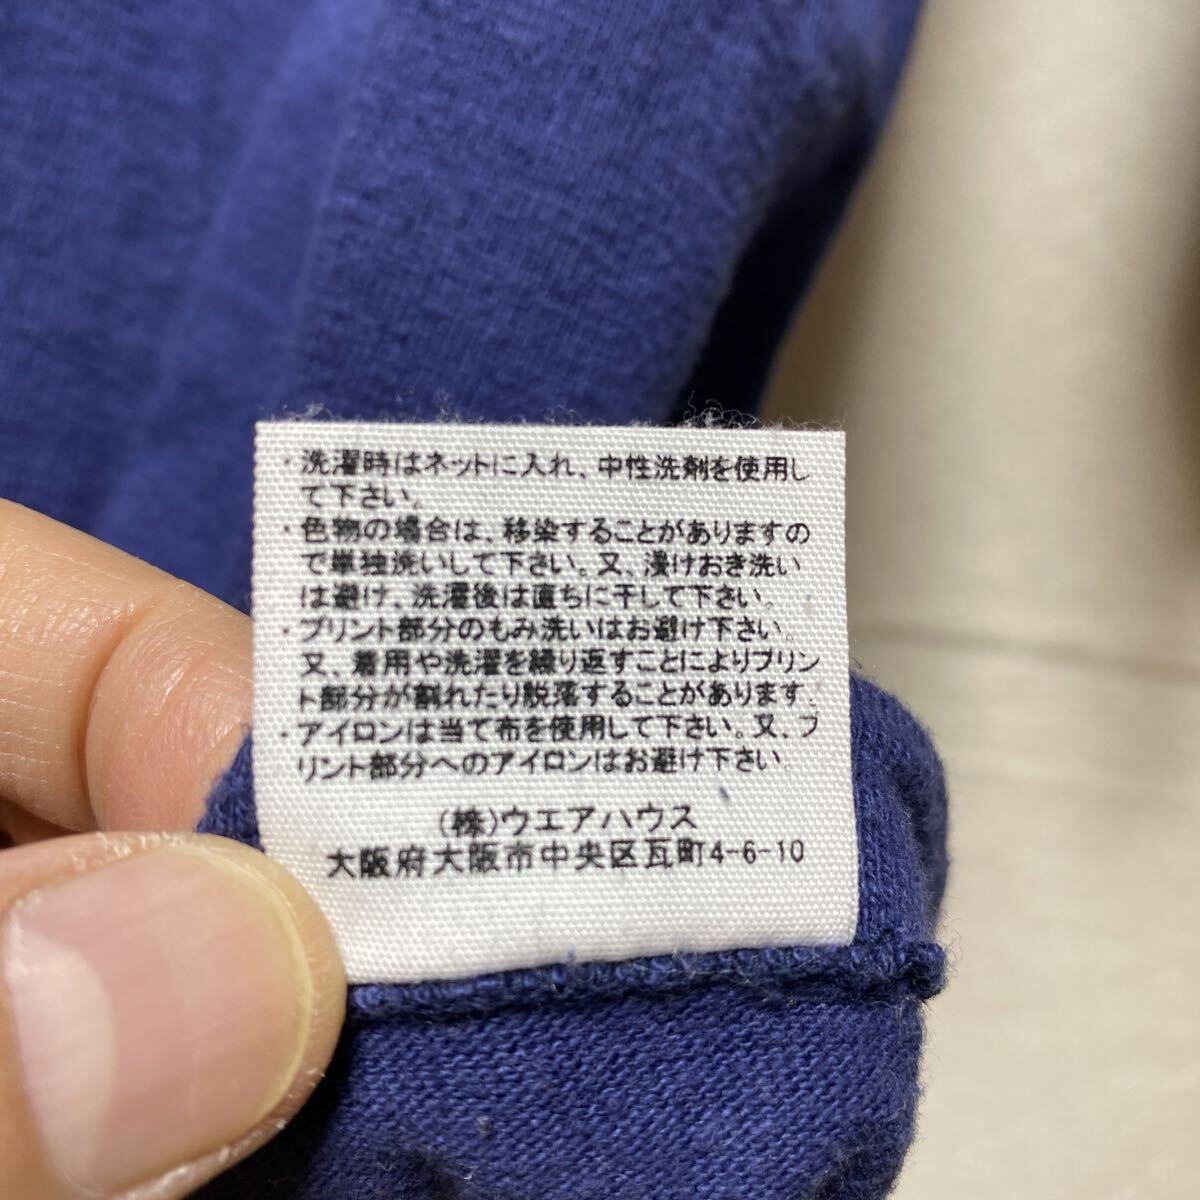 ・洗濯時はネットに入れ、中性洗剤を使用し
て下さい。
・色物の場合は、移染することがありますの
で単独洗いして下さい。又、浸けおき洗い
は避け、洗濯後は直ちに干して下さい。
・プリント部分のもみ洗いはお避け下さい。
又、着用や洗濯を繰り返すことによりプリン
ト部分が割れたり脱落することがあります。
・アイロンは当て布を使用して下さい。又、プ
リント部分へのアイロンはお避け下さい。
(株)ウエアハウス
大阪府大阪市中央区瓦町4-6-10